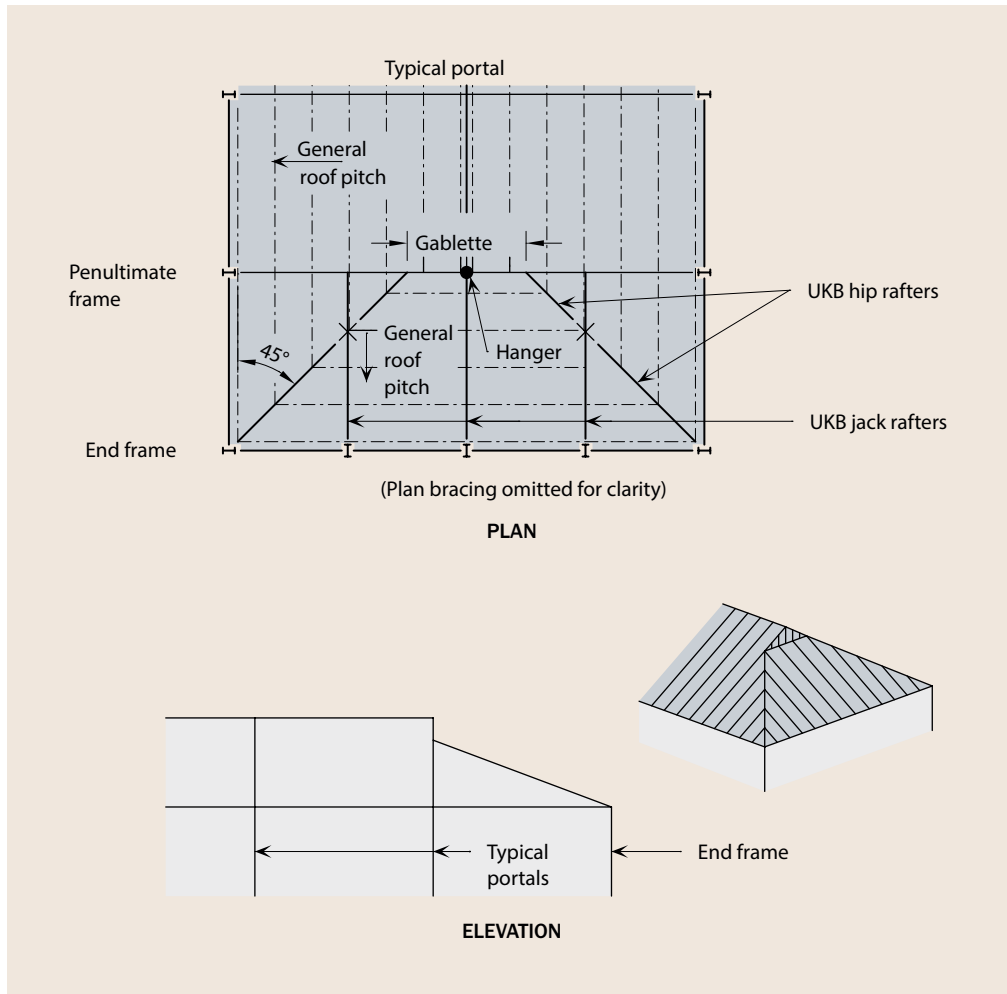 Typical portal
General
roof pitch
Gablette
Penultimate
frame
UKB hip rafters
General
roof
pitch
Hanger
45°
UKB jack rafters
End frame
(Plan bracing omitted for clarity)
PLAN
Typical
portals
End frame
ELEVATION